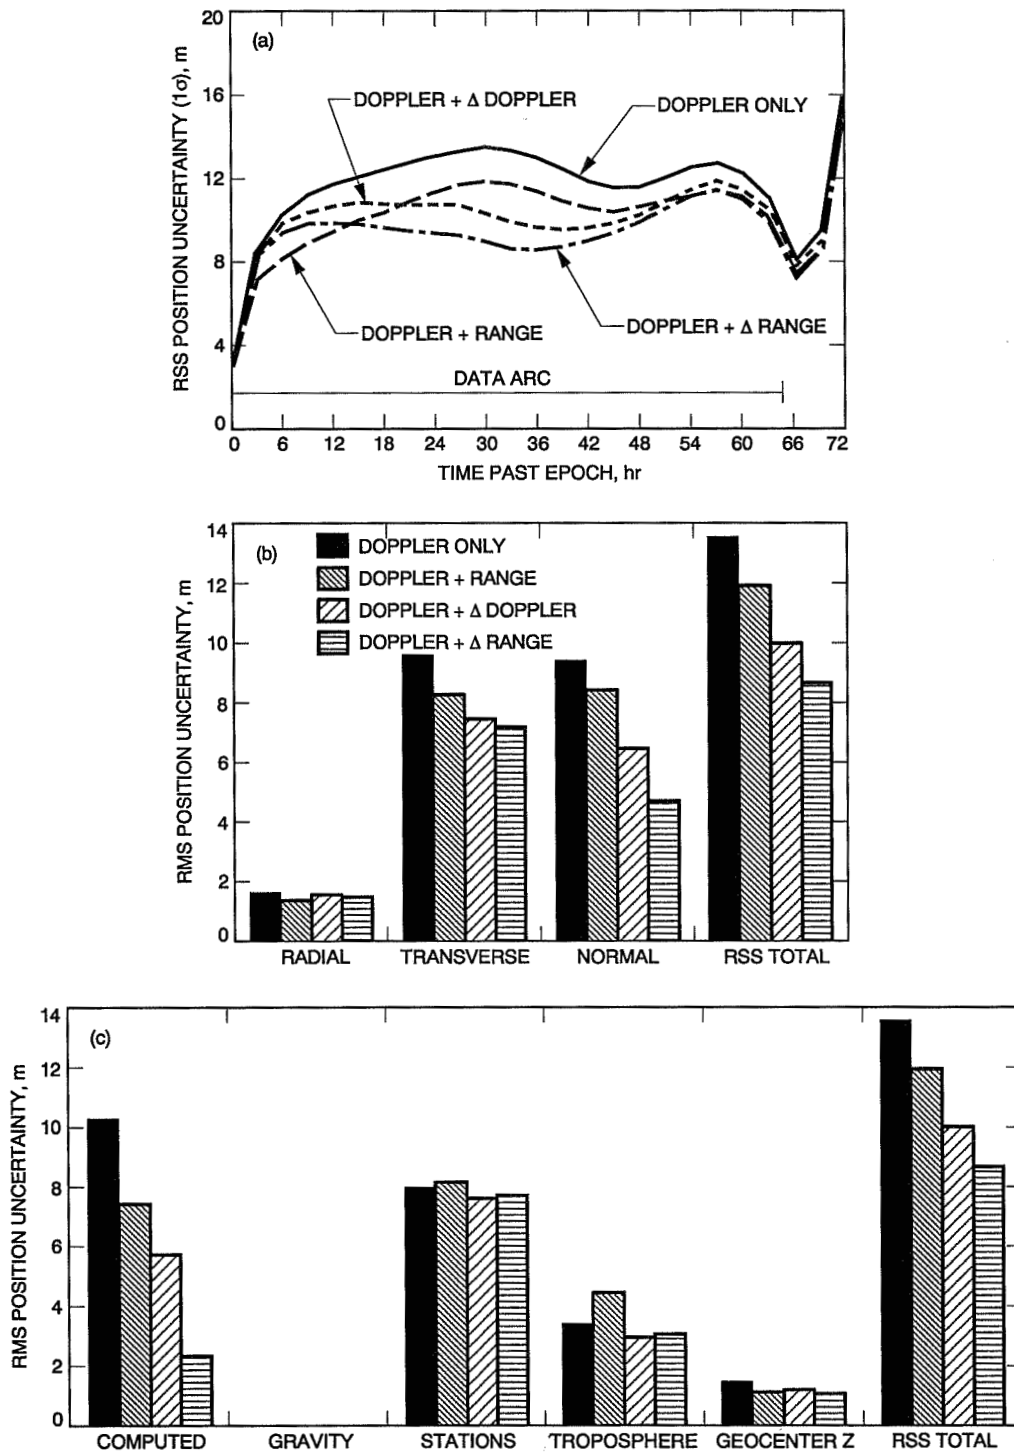 (a)
RSS POSITION UNCERTAINTY (1σ), m
20
16
12
8
4
0
DOPPLER + Δ DOPPLER
DOPPLER ONLY
DOPPLER + RANGE
DOPPLER + Δ RANGE
DATA ARC
0 6 12 18 24 30 36 42 48 54 60 66 72
TIME PAST EPOCH, hr
(b)
RMS POSITION UNCERTAINTY, m
14
12
10
8
6
4
2
0
DOPPLER ONLY
DOPPLER + RANGE
DOPPLER + Δ DOPPLER
DOPPLER + Δ RANGE
RADIAL TRANSVERSE NORMAL RSS TOTAL
(c)
RMS POSITION UNCERTAINTY, m
14
12
10
8
6
4
2
0
COMPUTED GRAVITY STATIONS TROPOSPHERE GEOCENTER Z RSS TOTAL